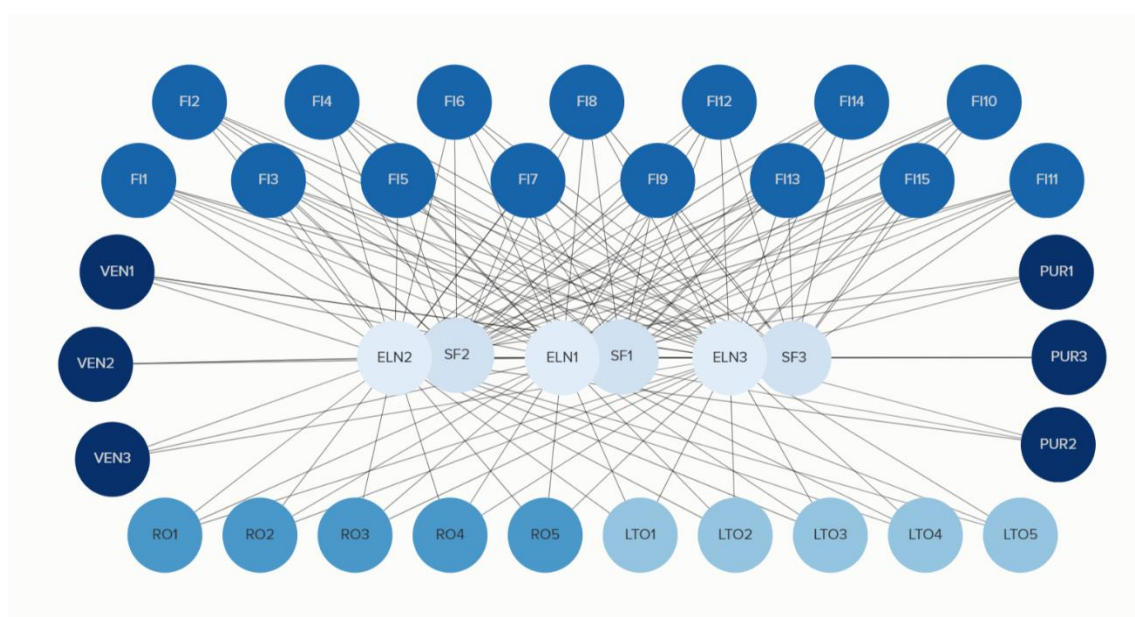 FI2
FI4
FI6
FI8
FI12
FI14
FI10
FI1
FI3
FI5
FI7
FI9
FI13
FI15
FI11
VEN1
PUR1
ELN2
SF2
ELN1
SF1
ELN3
SF3
VEN2
PUR3
VEN3
PUR2
RO1
RO2
RO3
RO4
RO5
LTO1
LTO2
LTO3
LTO4
LTO5